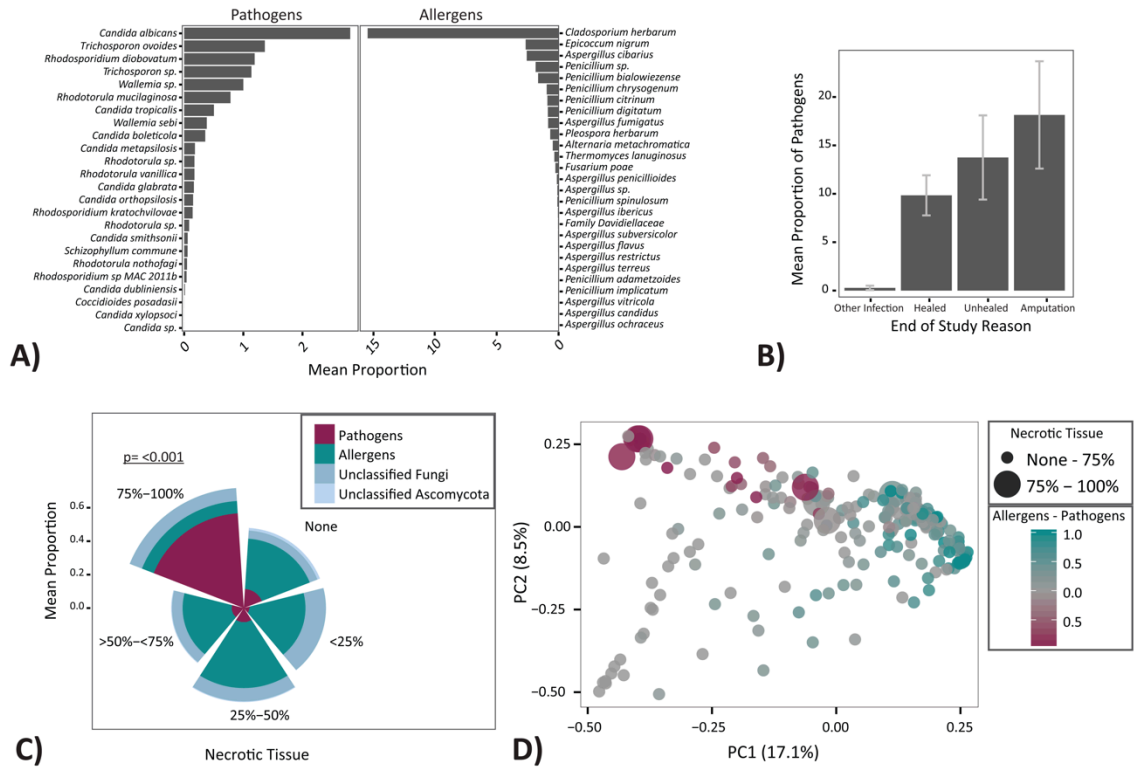 Pathogens
Allergens
Candida albicans
Trichosporon ovoides
Rhodosporidium diobovatum
Trichosporon sp.
Wallemia sp.
Rhodotorula mucilaginosa
Candida tropicalis
Wallemia sebi
Candida boleticola
Candida metapsilosis
Rhodotorula sp.
Rhodotorula vanillica
Candida glabrata
Candida orthopsilosis
Rhodosporidium kratochvilovae
Rhodotorula sp.
Candida smithsonii
Schizophyllum commune
Rhodotorula nothofagi
Rhodosporidium sp MAC 2011b
Candida dubliniensis
Coccidioides posadasii
Candida xylopsoci
Candida sp.
Cladosporium herbarum
Epicoccum nigrum
Aspergillus cibarius
Penicillium sp.
Penicillium bialowiezense
Penicillium chrysogenum
Penicillium citrinum
Penicillium digitatum
Aspergillus fumigatus
Pleospora herbarum
Alternaria metachromatica
Thermomyces lanuginosus
Fusarium poae
Aspergillus penicillioides
Aspergillus sp.
Penicillium spinulosum
Aspergillus ibericus
Family Davidiellaceae
Aspergillus subversicolor
Aspergillus flavus
Aspergillus restrictus
Aspergillus terreus
Penicillium adametzoides
Penicillium implicatum
Aspergillus vitricola
Aspergillus candidus
Aspergillus ochraceus
0 1 2 15 10 5 0
Mean Proportion
A)
Mean Proportion of Pathogens
20
15
10
5
0
Other Infection Healed Unhealed Amputation
End of Study Reason
B)
Pathogens
Allergens
Unclassified Fungi
Unclassified Ascomycota
p= <0.001
75%−100%
None
0.6
0.4
0.2
0.0
Mean Proportion
>50%−<75%
<25%
25%−50%
Necrotic Tissue
C)
PC2 (8.5%)
0.25
0.00
−0.25
−0.50
−0.50 −0.25 0.00 0.25
PC1 (17.1%)
Necrotic Tissue
None - 75%
75% − 100%
Allergens - Pathogens
1.0
0.0
0.5
D)